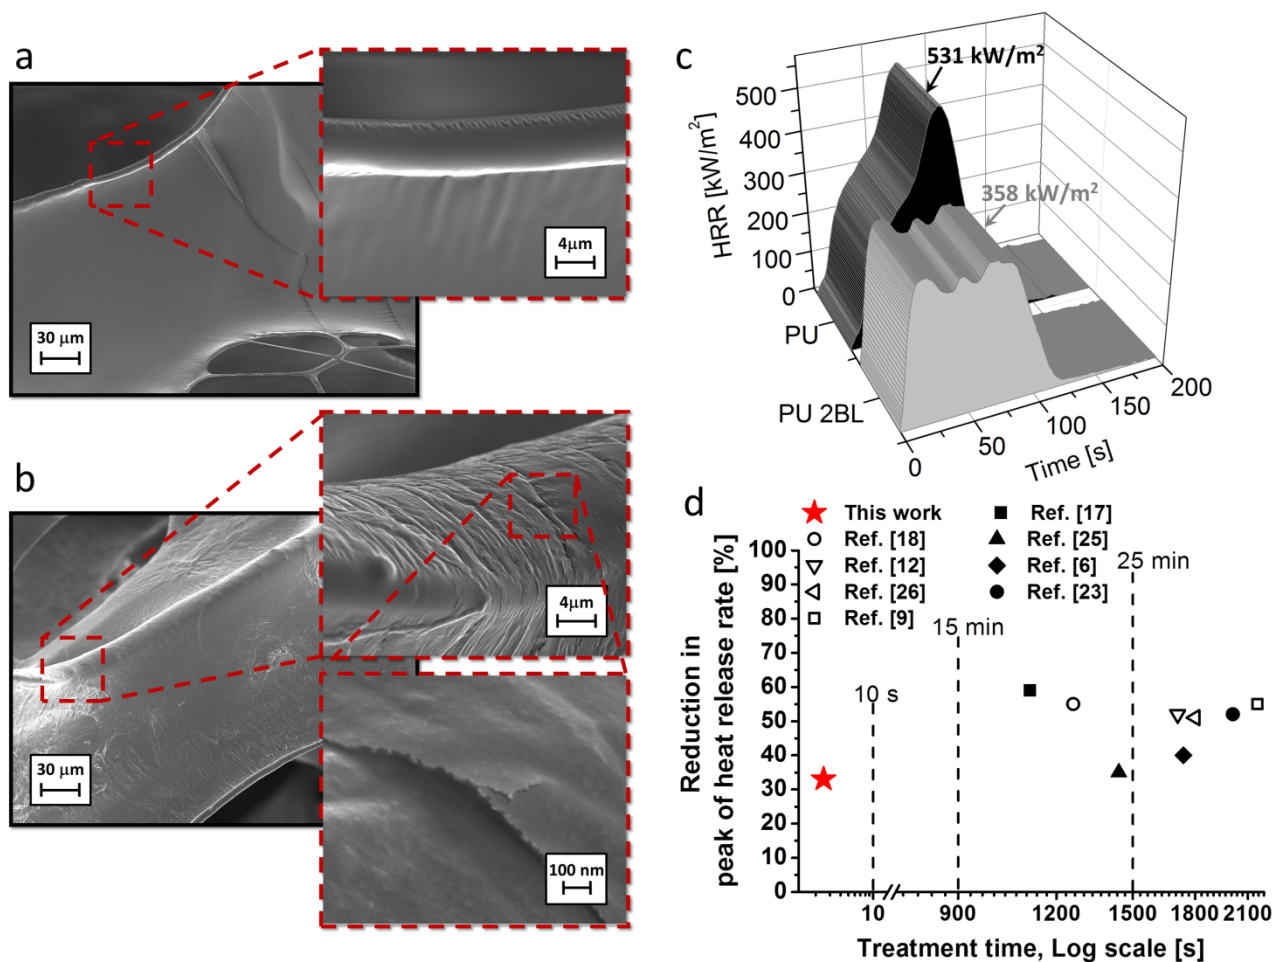 a
4μm
30 μm
b
4μm
30 μm
100 nm
c
531 kW/m²
358 kW/m²
HRR [kW/m²]
500
400
300
200
100
0
PU
PU 2BL
0
50
100
150
200
Time [s]
d
This work
Ref. [18]
Ref. [12]
Ref. [26]
Ref. [9]
Ref. [17]
Ref. [25]
Ref. [6]
Ref. [23]
Reduction in
peak of heat release rate [%]
100
90
80
70
60
50
40
30
20
10
0
10 s
15 min
25 min
10 900 1200 1500 1800 2100
Treatment time, Log scale [s]